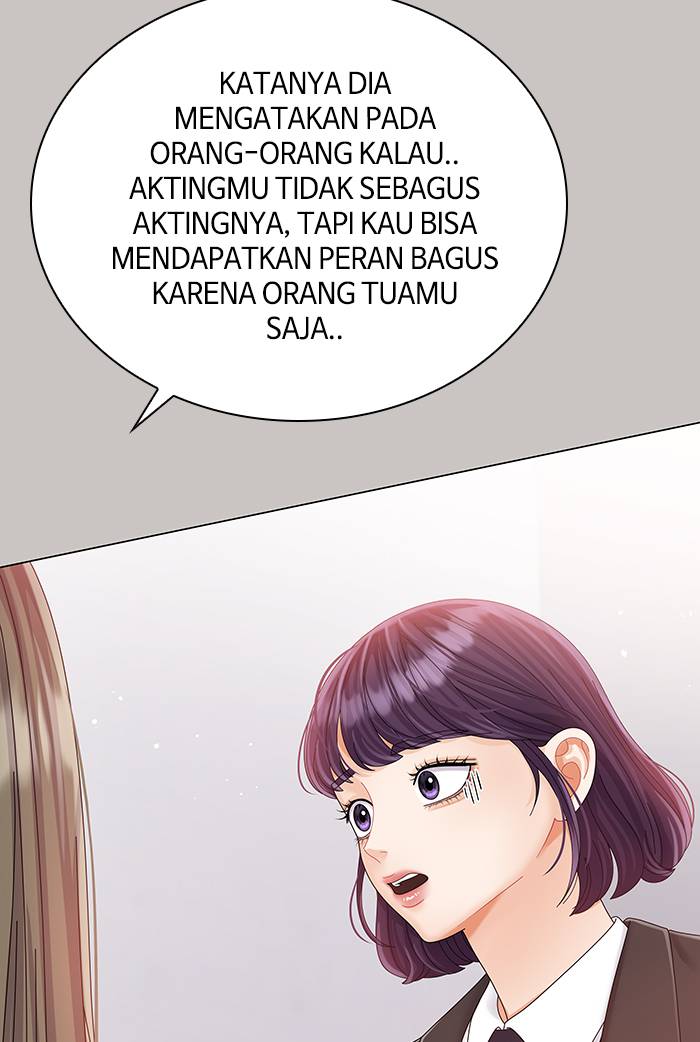 KATANYA DIA
MENGATAKAN PADA
ORANG-ORANG KALAU..
AKTINGMU TIDAK SEBAGUS
AKTINGNYA, TAPI KAU BISA
MENDAPATKAN PERAN BAGUS
KARENA ORANG TUAMU
SAJA..